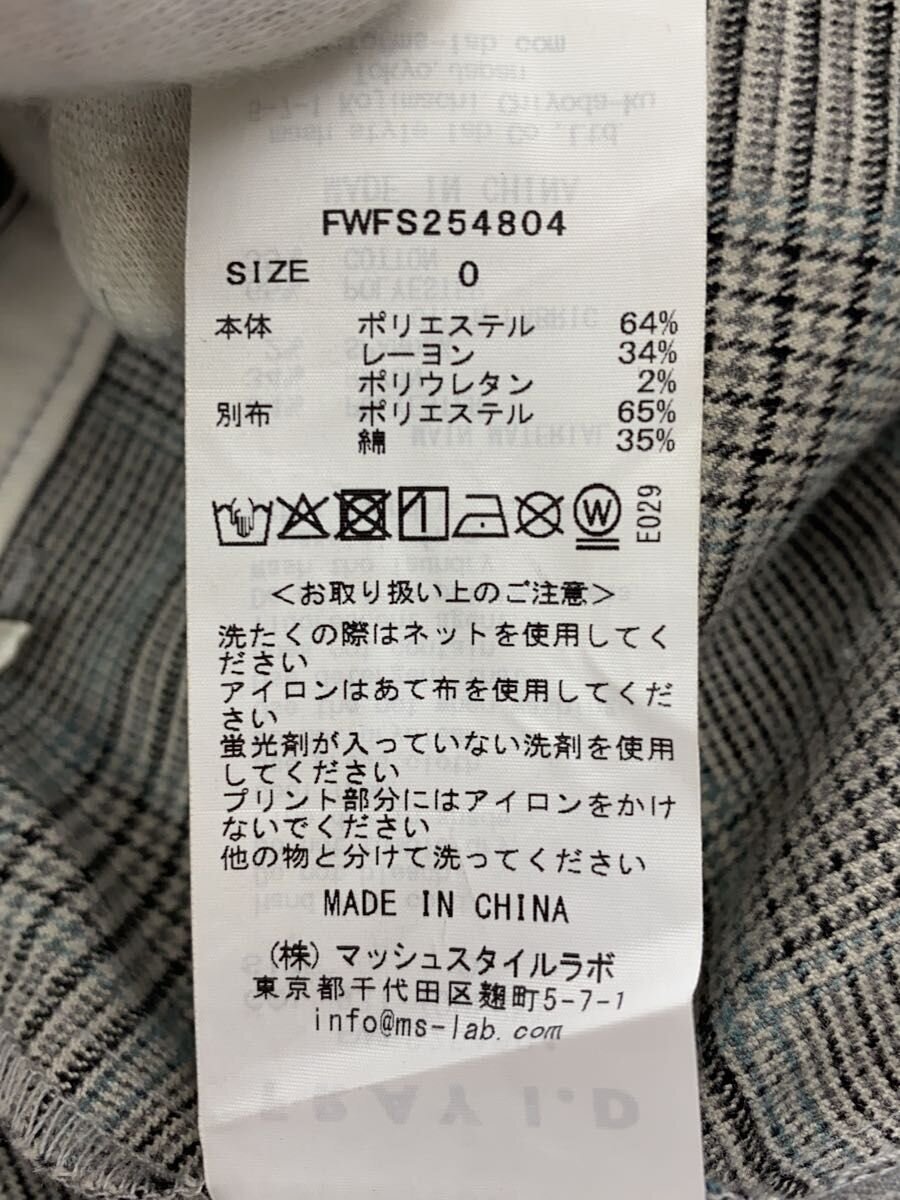 FWFS254804
SIZE 0
本体 ポリエステル 64%
レーヨン 34%
ポリウレタン 2%
別布 ポリエステル 65%
綿 35%
W E029
<お取り扱い上のご注意>
洗たくの際はネットを使用してく
ださい
アイロンはあて布を使用してくだ
さい
蛍光剤が入っていない洗剤を使用
してください
プリント部分にはアイロンをかけ
ないでください
他の物と分けて洗ってください
MADE IN CHINA
(株)マッシュスタイルラボ
東京都千代田区麹町5-7-1
info@ms-lab.com